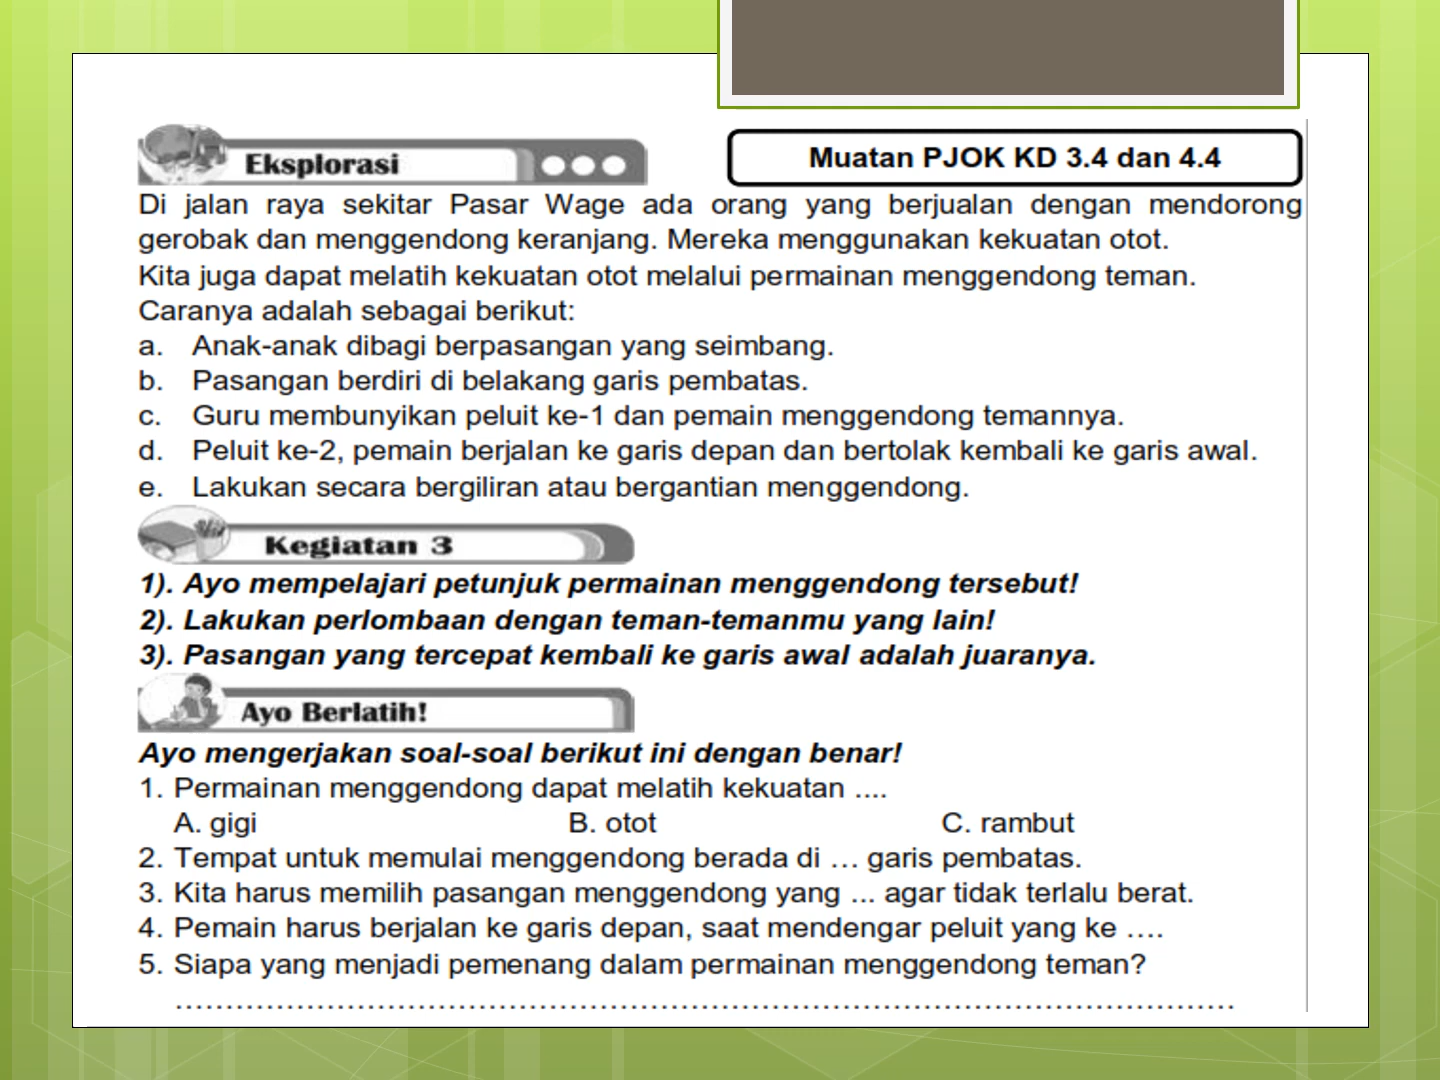 Eksplorasi
Muatan PJOK KD 3.4 dan 4.4
Di jalan raya sekitar Pasar Wage ada orang yang berjualan dengan mendorong
gerobak dan menggendong keranjang. Mereka menggunakan kekuatan otot.
Kita juga dapat melatih kekuatan otot melalui permainan menggendong teman.
Caranya adalah sebagai berikut:
a. Anak-anak dibagi berpasangan yang seimbang.
b. Pasangan berdiri di belakang garis pembatas.
c. Guru membunyikan peluit ke-1 dan pemain menggendong temannya.
d. Peluit ke-2, pemain berjalan ke garis depan dan bertolak kembali ke garis awal.
e. Lakukan secara bergiliran atau bergantian menggendong.
Kegiatan 3
1). Ayo mempelajari petunjuk permainan menggendong tersebut!
2). Lakukan perlombaan dengan teman-temanmu yang lain!
3). Pasangan yang tercepat kembali ke garis awal adalah juaranya.
Ayo Berlatih!
Ayo mengerjakan soal-soal berikut ini dengan benar!
1. Permainan menggendong dapat melatih kekuatan ....
A. gigi B. otot C. rambut
2. Tempat untuk memulai menggendong berada di … garis pembatas.
3. Kita harus memilih pasangan menggendong yang ... agar tidak terlalu berat.
4. Pemain harus berjalan ke garis depan, saat mendengar peluit yang ke ….
5. Siapa yang menjadi pemenang dalam permainan menggendong teman?
……………………………………………………………………………………………